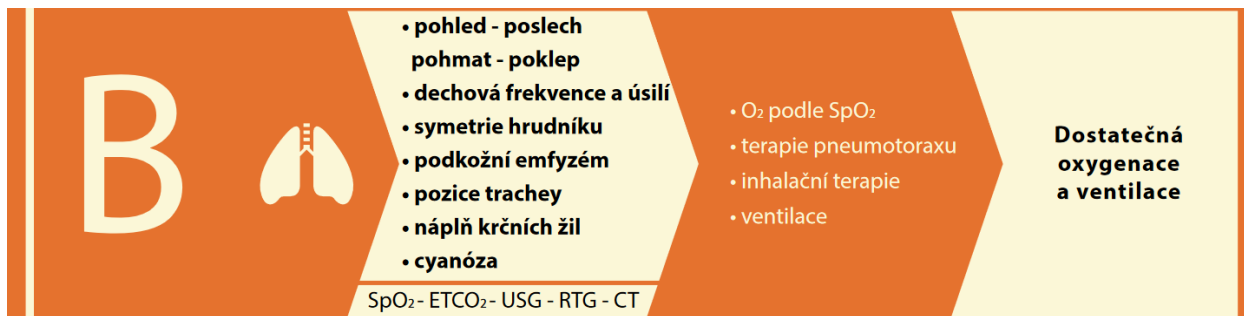 B
• pohled - poslech
pohmat - poklep
• dechová frekvence a úsilí
• symetrie hrudníku
• podkožní emfyzém
• pozice trachey
• náplň krčních žil
• cyanóza
SpO₂ - ETCO₂ - USG - RTG - CT
• O₂ podle SpO₂
• terapie pneumotoraxu
• inhalační terapie
• ventilace
Dostatečná
oxygenace
a ventilace